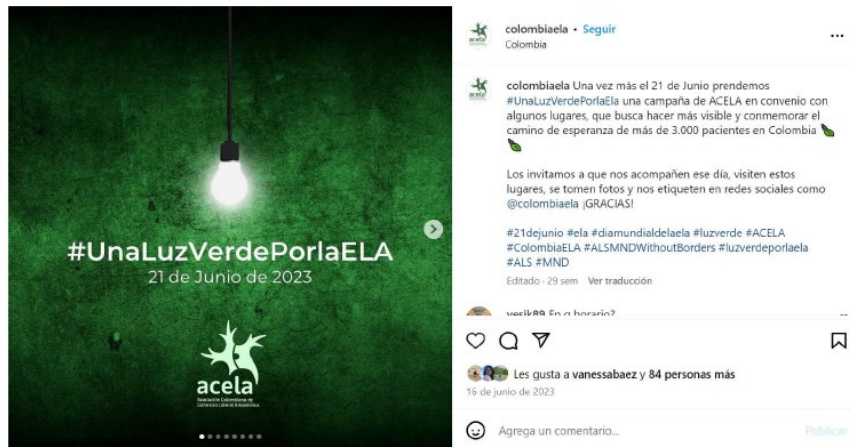 #UnaLuzVerdePorlaELA
21 de Junio de 2023
acela
Asociación Colombiana de
Esclerosis Lateral Amiotrófica
colombiaela • Seguir
Colombia
colombiaela Una vez más el 21 de Junio prendemos
#UnaLuzVerdePorlaEla una campaña de ACELA en convenio con
algunos lugares, que busca hacer más visible y conmemorar el
camino de esperanza de más de 3.000 pacientes en Colombia
Los invitamos a que nos acompañen ese día, visiten estos
lugares, se tomen fotos y nos etiqueten en redes sociales como
@colombiaela ¡GRACIAS!
#21dejunio #ela #diamundialdelaela #luzverde #ACELA
#ColombiaELA #ALSMNDWithoutBorders #luzverdeporlaela
#ALS #MND
Editado · 29 sem Ver traducción
yesik89 En q horario?
Les gusta a vanessabaez y 84 personas más
16 de junio de 2023
Agrega un comentario...
Publicar